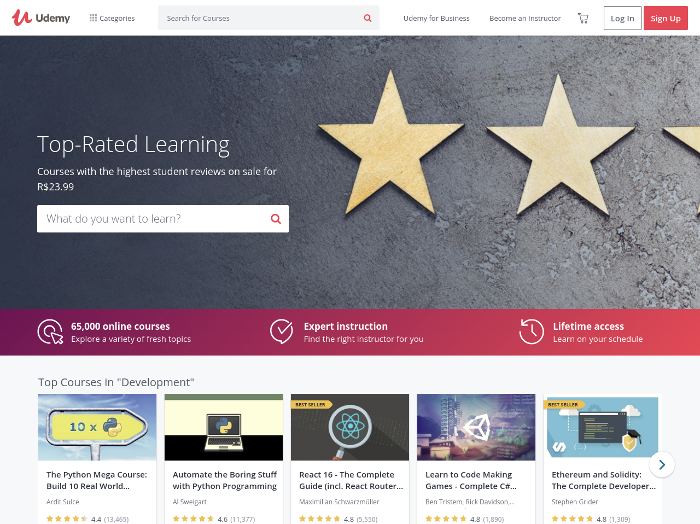 Udemy
Categories
Search for Courses
Udemy for Business
Become an Instructor
Log In
Sign Up
Top-Rated Learning
Courses with the highest student reviews on sale for
R$23.99
What do you want to learn?
65,000 online courses
Explore a variety of fresh topics
Expert instruction
Find the right instructor for you
Lifetime access
Learn on your schedule
Top Courses in "Development"
10 x
BEST SELLER
BEST SELLER
The Python Mega Course:
Build 10 Real World...
Ardit Sulce
4.4 (13,465)
Automate the Boring Stuff
with Python Programming
Al Sweigart
4.6 (11,377)
React 16 - The Complete
Guide (incl. React Router...
Maximilian Schwarzmüller
4.8 (5,550)
Learn to Code Making
Games - Complete C#...
Ben Tristem, Rick Davidson,...
4.8 (1,890)
Ethereum and Solidity:
The Complete Developer...
Stephen Grider
4.8 (1,309)